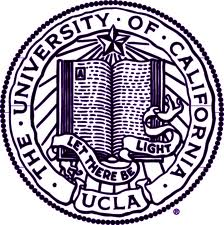 · THE · UNIVERSITY · OF · CALIFORNIA ·
A
LET THERE BE LIGHT
UCLA
®